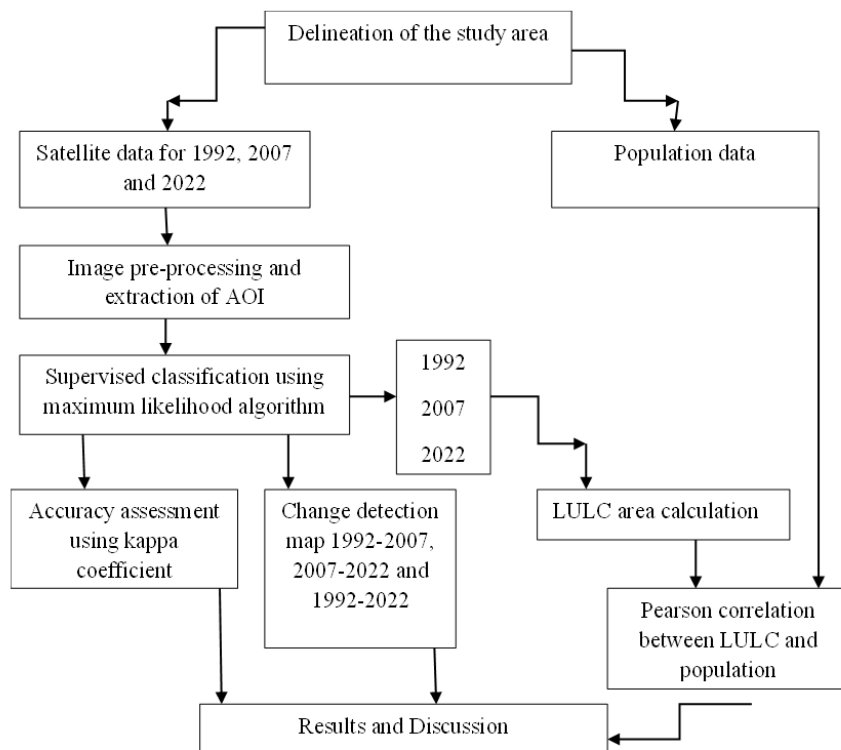 Delineation of the study area
Satellite data for 1992, 2007
and 2022
Population data
Image pre-processing and
extraction of AOI
Supervised classification using
maximum likelihood algorithm
1992
2007
2022
Accuracy assessment
using kappa
coefficient
Change detection
map 1992-2007,
2007-2022 and
1992-2022
LULC area calculation
Pearson correlation
between LULC and
population
Results and Discussion